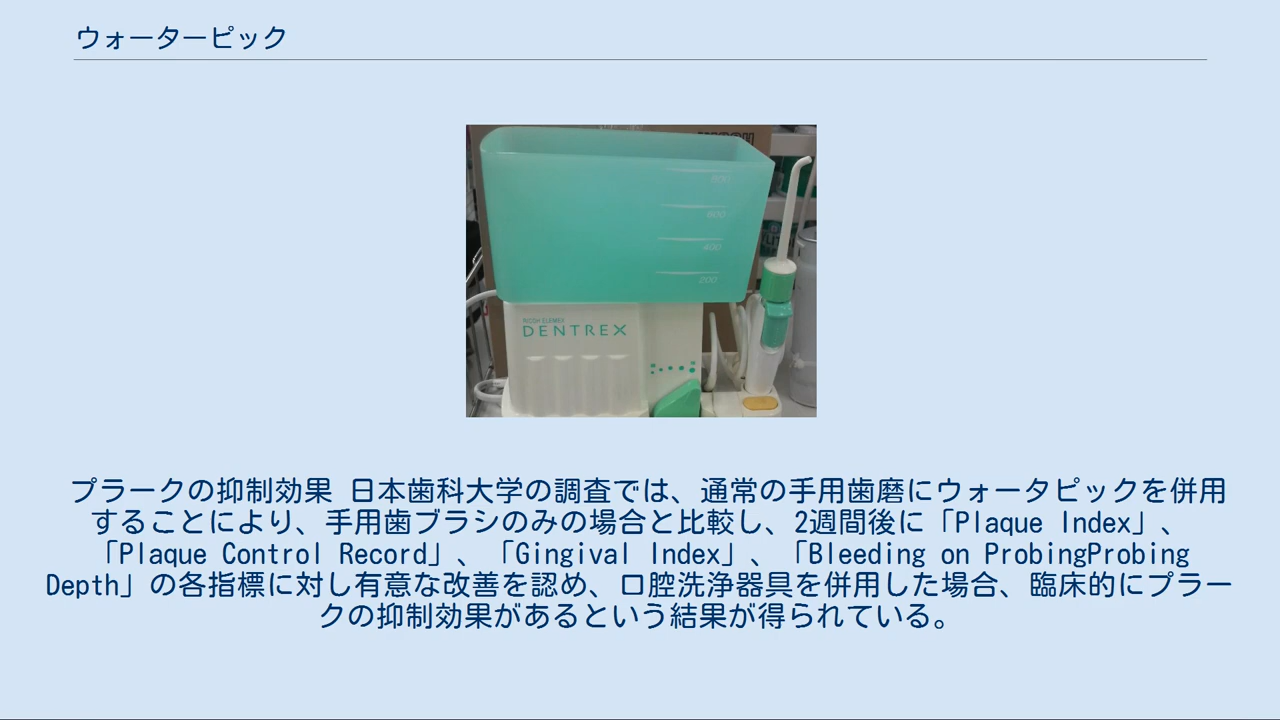 ウォーターピック
800
600
400
200
RICOH ELEMEX
DENTREX
プラークの抑制効果 日本歯科大学の調査では、通常の手用歯磨にウォータピックを併用
することにより、手用歯ブラシのみの場合と比較し、2週間後に「Plaque Index」、
「Plaque Control Record」、「Gingival Index」、「Bleeding on ProbingProbing
Depth」の各指標に対し有意な改善を認め、口腔洗浄器具を併用した場合、臨床的にプラー
クの抑制効果があるという結果が得られている。